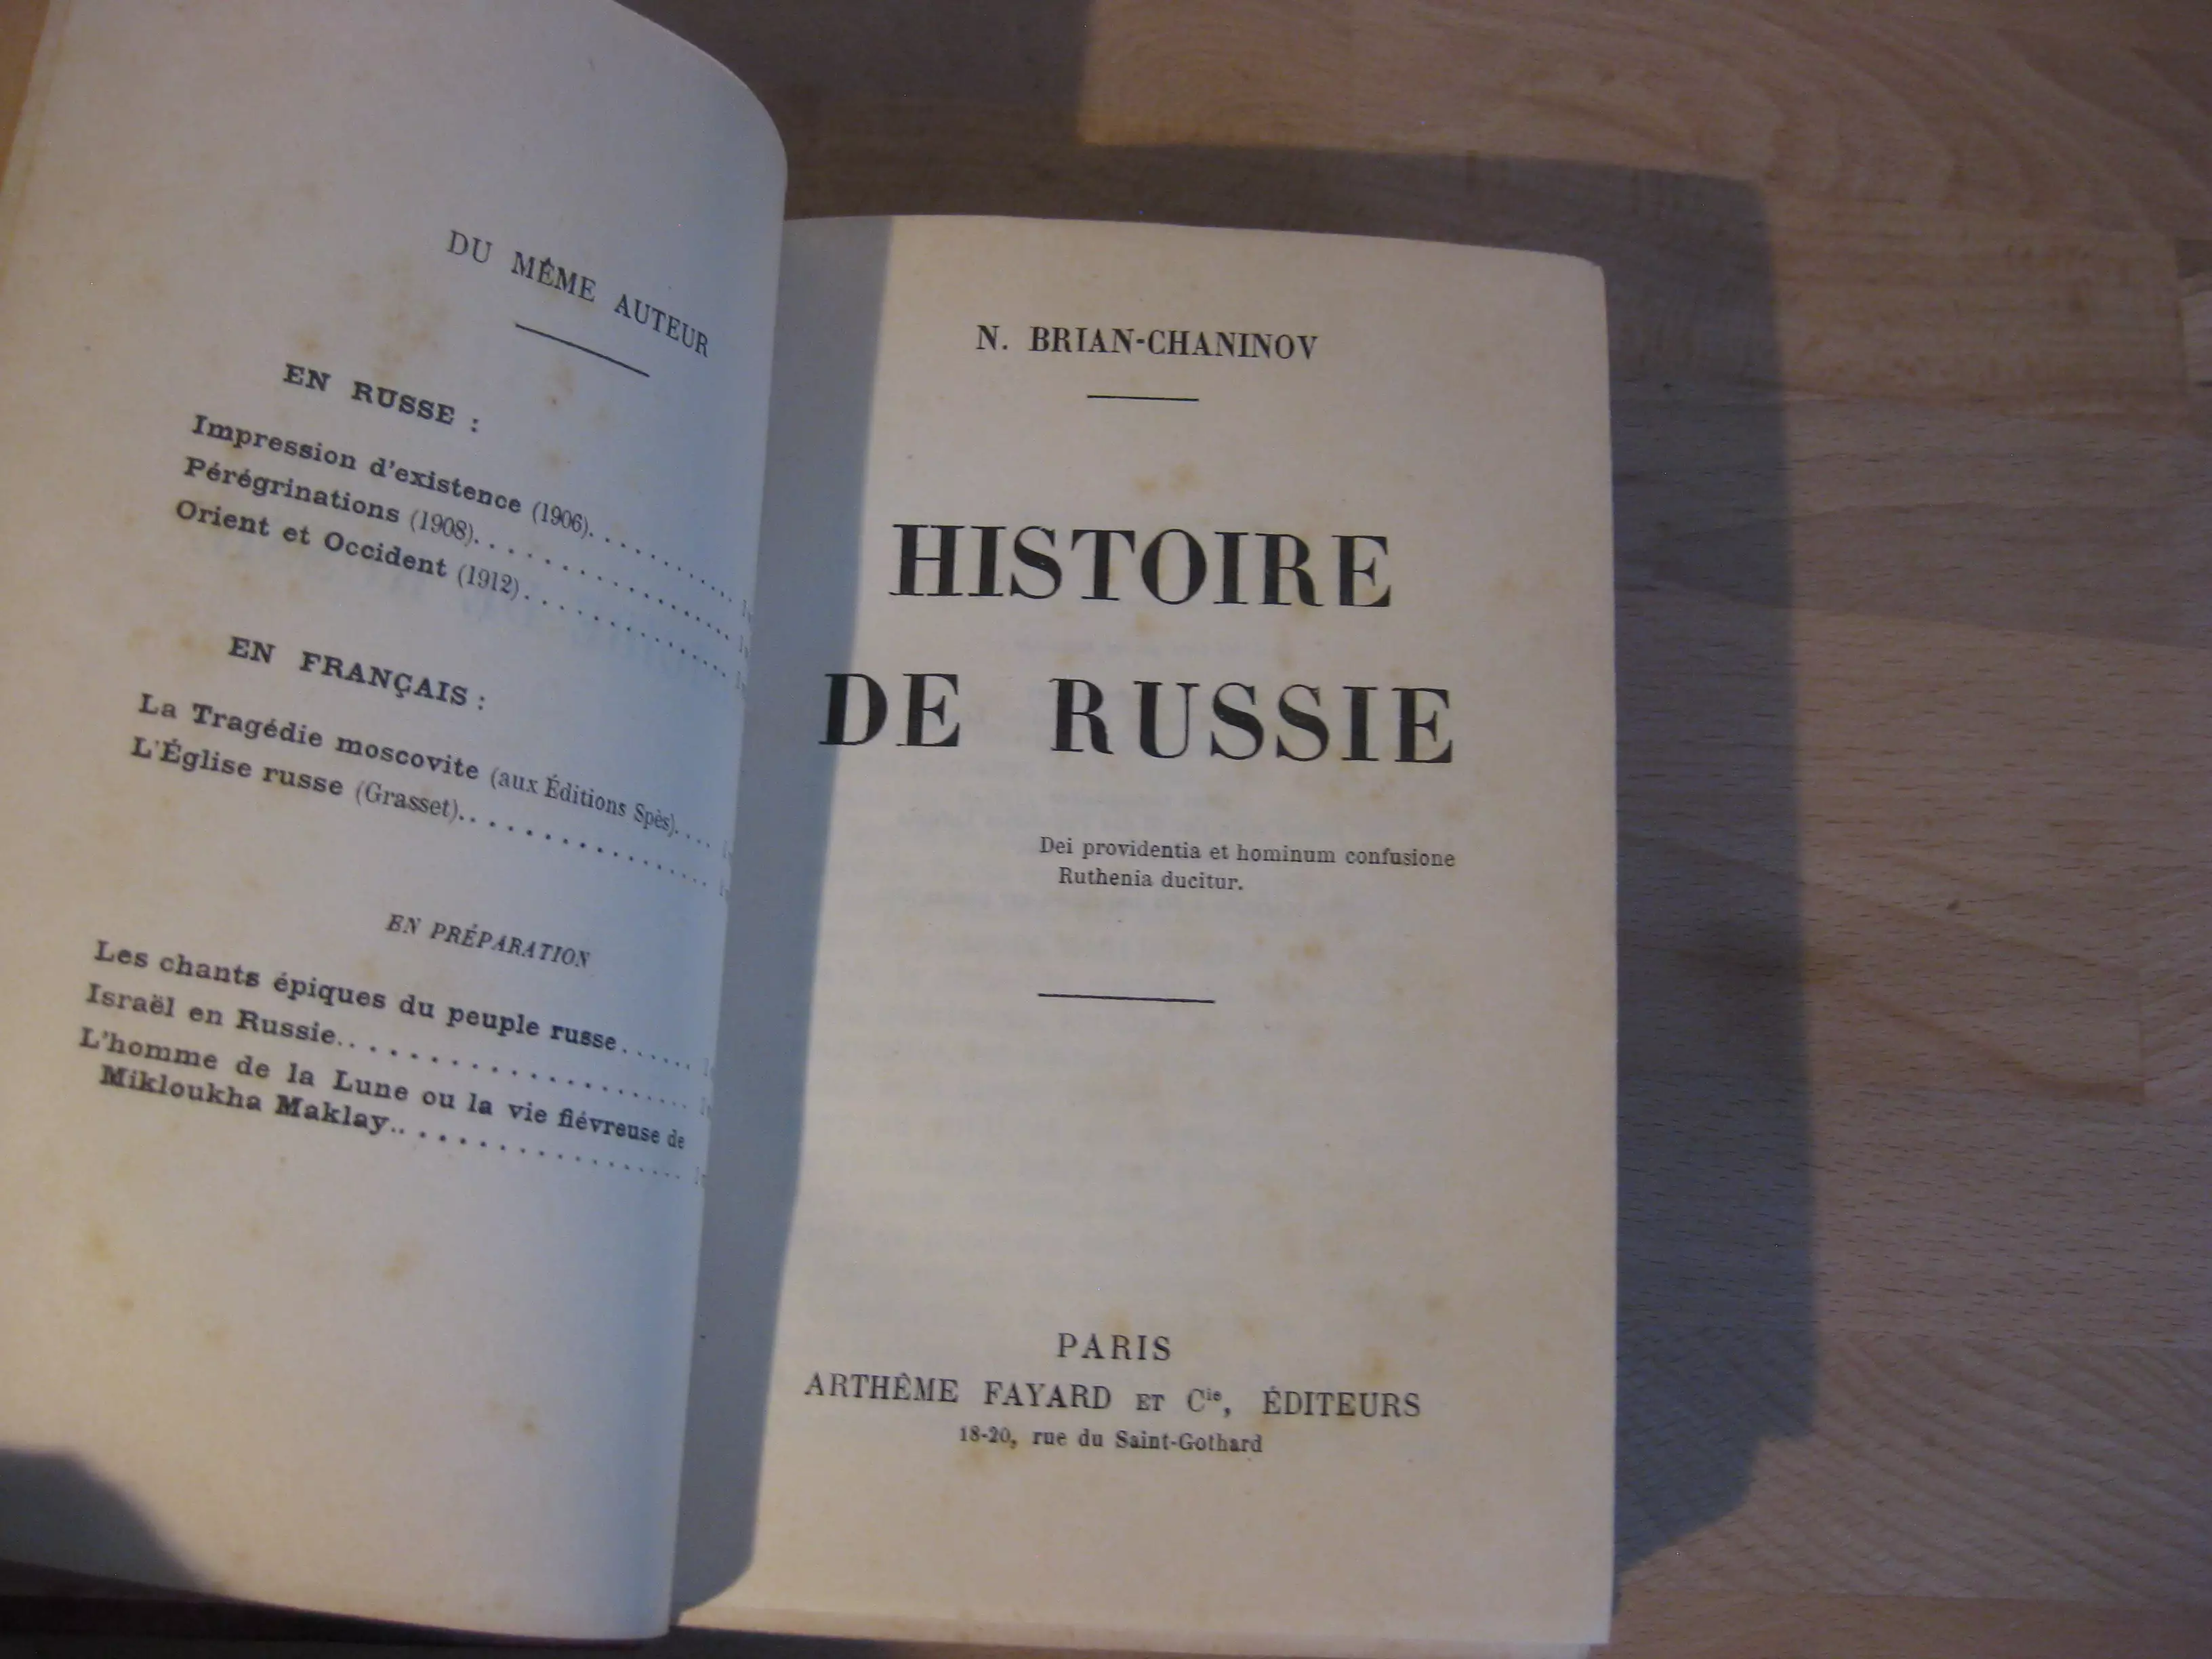 DU MÊME AUTEUR
EN RUSSE :
Impression d'existence (1906)..........
Pérégrinations (1908)...............
Orient et Occident (1912)............
EN FRANÇAIS :
La Tragédie moscovite (aux Éditions Spès)....
L'Église russe (Grasset)................
EN PRÉPARATION
Les chants épiques du peuple russe......
Israël en Russie....................
L'homme de la Lune ou la vie fiévreuse de
Mikloukha Maklay................
N. BRIAN-CHANINOV
HISTOIRE
DE RUSSIE
Dei providentia et hominum confusione
Ruthenia ducitur.
PARIS
ARTHÊME FAYARD ET Cie, ÉDITEURS
18-20, rue du Saint-Gothard